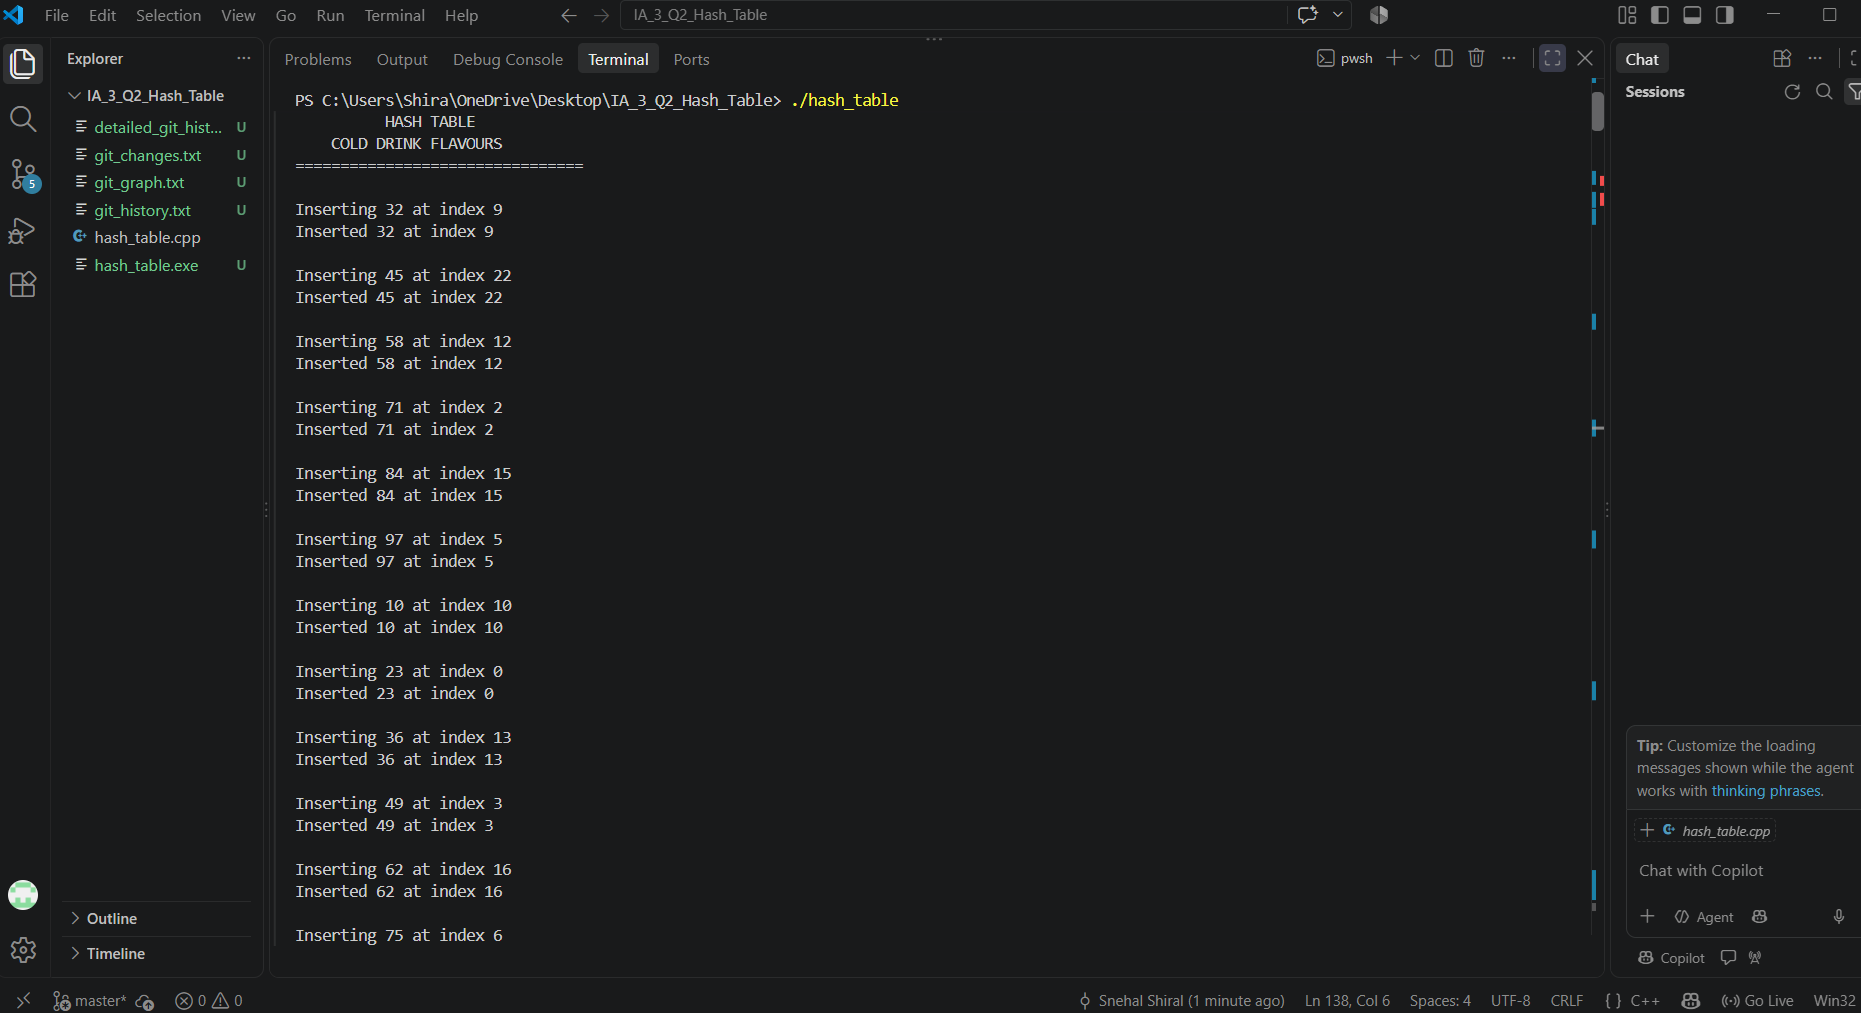 File Edit Selection View Go Run Terminal Help
IA_3_Q2_Hash_Table
Explorer
IA_3_Q2_Hash_Table
detailed_git_hist... U
git_changes.txt U
git_graph.txt U
git_history.txt U
hash_table.cpp
hash_table.exe U
5
Outline
Timeline
Problems Output Debug Console Terminal Ports
pwsh
PS C:\Users\Shira\OneDrive\Desktop\IA_3_Q2_Hash_Table> ./hash_table
HASH TABLE
COLD DRINK FLAVOURS
================================
Inserting 32 at index 9
Inserted 32 at index 9
Inserting 45 at index 22
Inserted 45 at index 22
Inserting 58 at index 12
Inserted 58 at index 12
Inserting 71 at index 2
Inserted 71 at index 2
Inserting 84 at index 15
Inserted 84 at index 15
Inserting 97 at index 5
Inserted 97 at index 5
Inserting 10 at index 10
Inserted 10 at index 10
Inserting 23 at index 0
Inserted 23 at index 0
Inserting 36 at index 13
Inserted 36 at index 13
Inserting 49 at index 3
Inserted 49 at index 3
Inserting 62 at index 16
Inserted 62 at index 16
Inserting 75 at index 6
Chat
Sessions
Tip: Customize the loading
messages shown while the agent
works with thinking phrases.
hash_table.cpp
Chat with Copilot
Agent
Copilot
master* 0 0
Snehal Shiral (1 minute ago) Ln 138, Col 6 Spaces: 4 UTF-8 CRLF { } C++ Go Live Win32